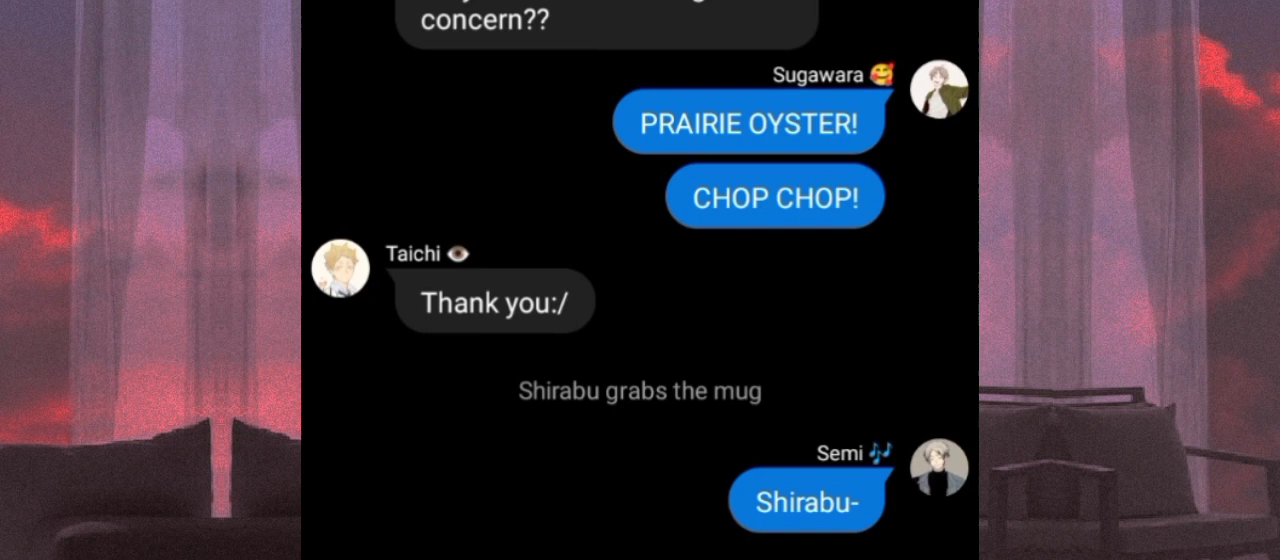 concern??
Sugawara 🥰
PRAIRIE OYSTER!
CHOP CHOP!
Taichi 👁
Thank you:/
Shirabu grabs the mug
Semi 🎶
Shirabu-